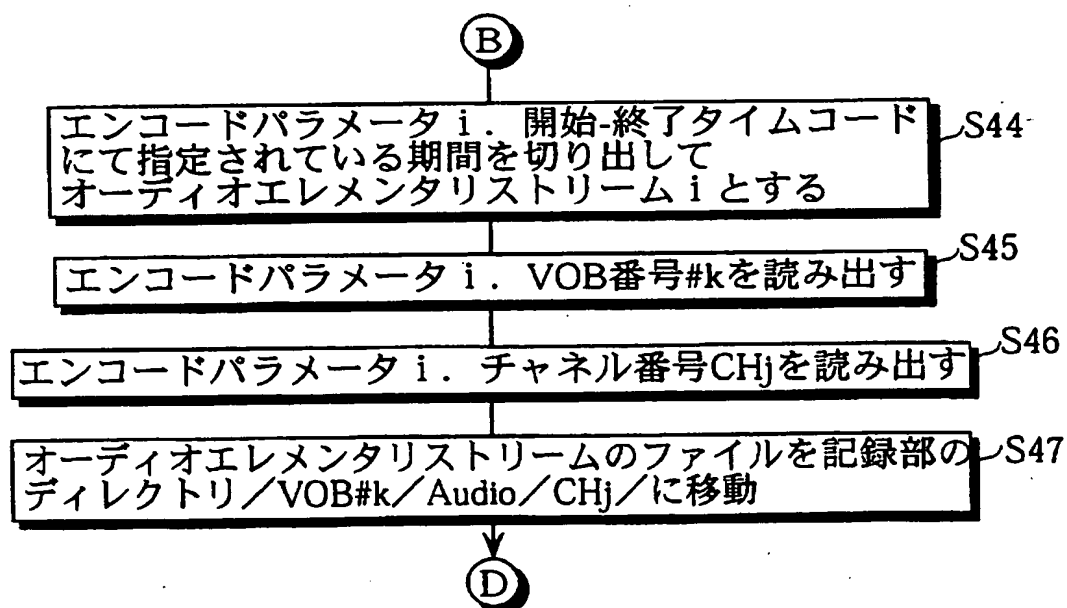 B
エンコードパラメータｉ．開始-終了タイムコード
にて指定されている期間を切り出して
オーディオエレメンタリストリームｉとする
S44
エンコードパラメータｉ．VOB番号#kを読み出す
S45
エンコードパラメータｉ．チャネル番号CHjを読み出す
S46
オーディオエレメンタリストリームのファイルを記録部の
ディレクトリ／VOB#k／Audio／CHj／に移動
S47
D